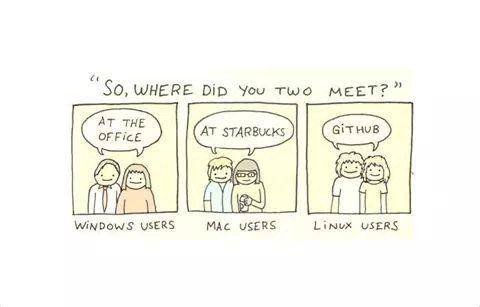 "SO, WHERE DID YOU TWO MEET?"
AT THE
OFFICE
AT STARBUCKS
GITHUB
WINDOWS USERS
MAC USERS
LINUX USERS